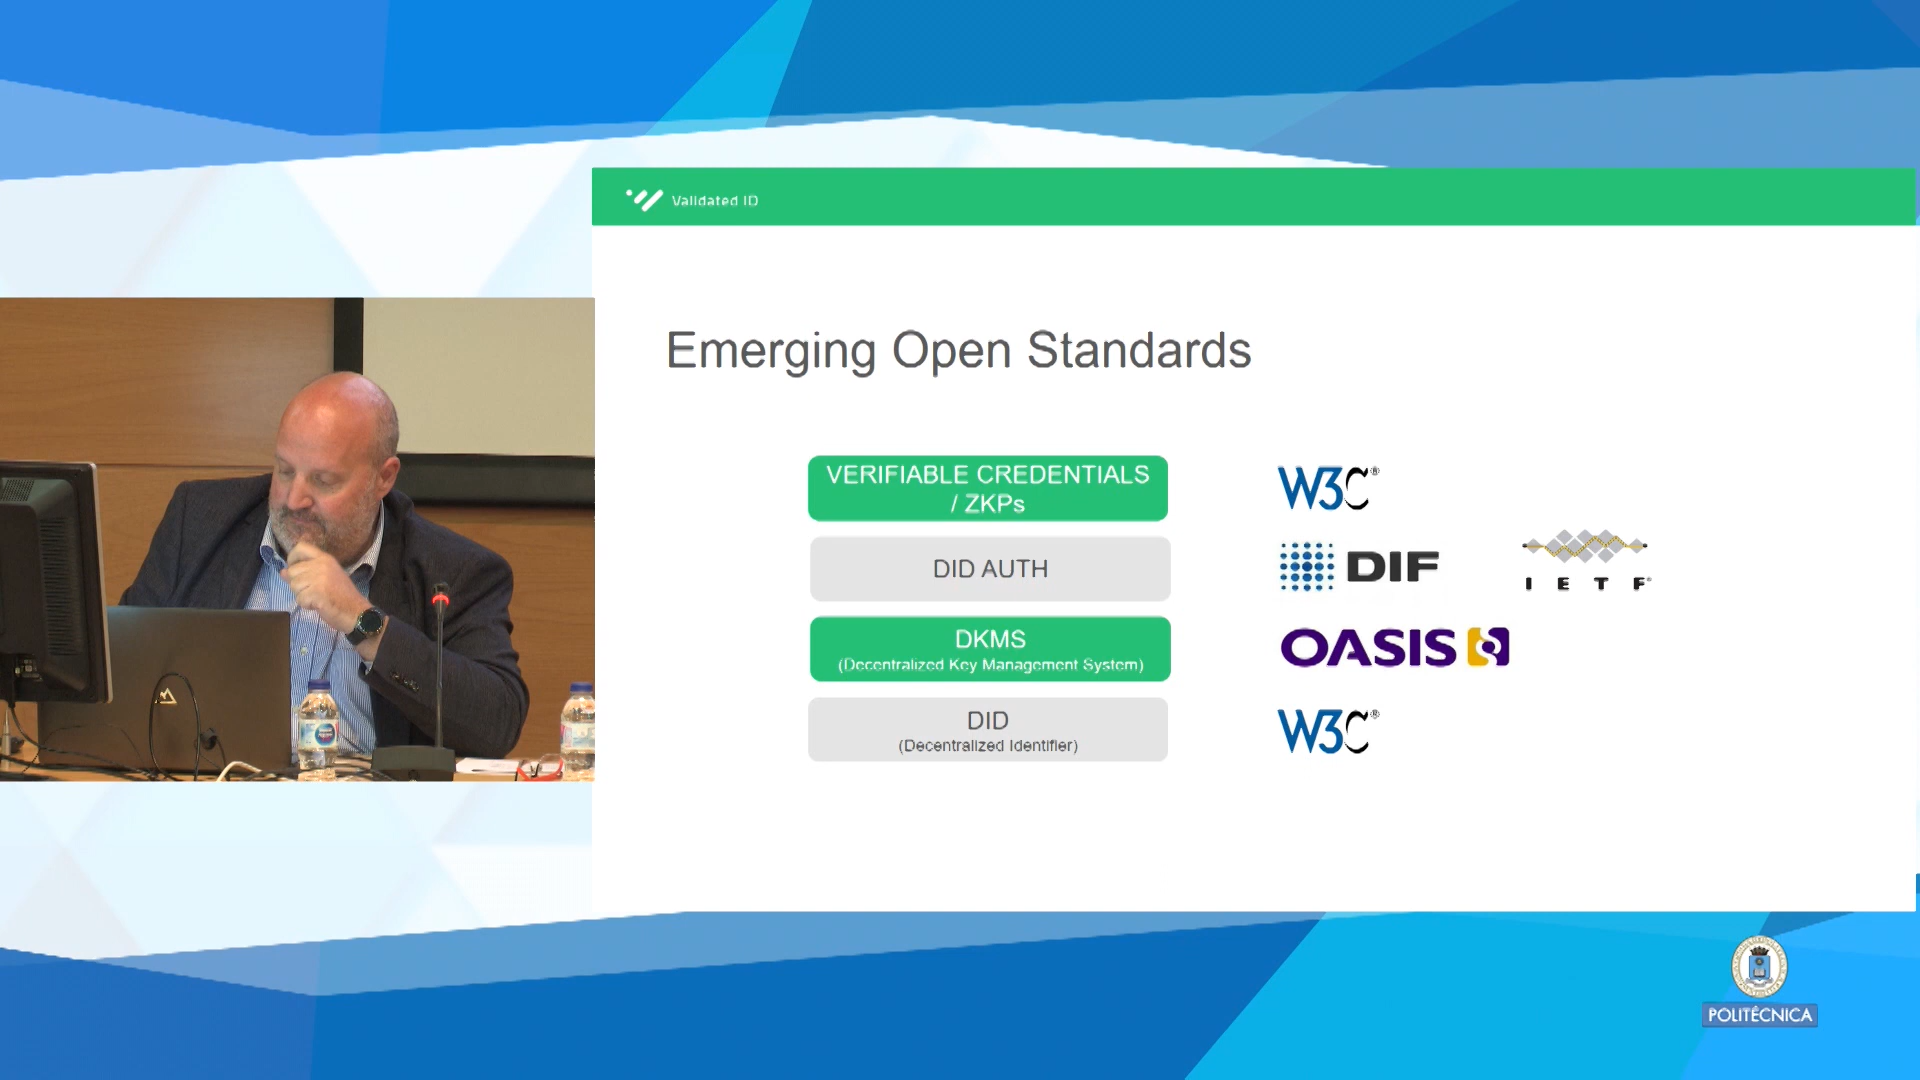 Validated ID
Emerging Open Standards
VERIFIABLE CREDENTIALS
/ ZKPs
W3C®
DID AUTH
DIF
IETF®
DKMS
(Decentralized Key Management System)
OASIS
DID
(Decentralized Identifier)
W3C®
POLITÉCNICA